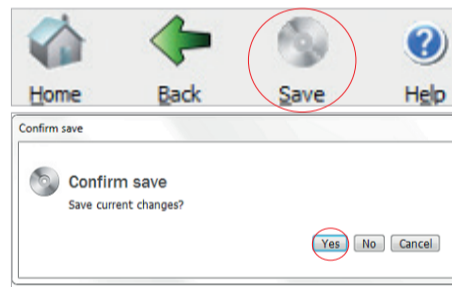 Home Back Save Help
Confirm save
Confirm save
Save current changes?
Yes No Cancel